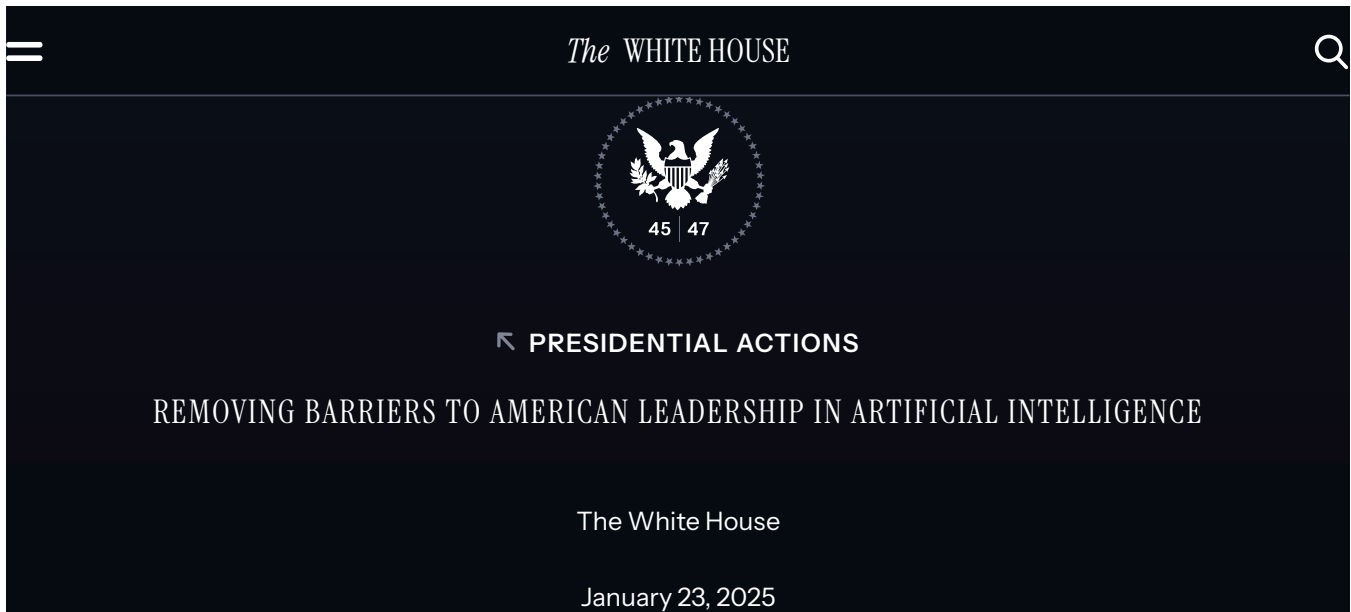 The WHITE HOUSE
45 | 47
PRESIDENTIAL ACTIONS
REMOVING BARRIERS TO AMERICAN LEADERSHIP IN ARTIFICIAL INTELLIGENCE
The White House
January 23, 2025